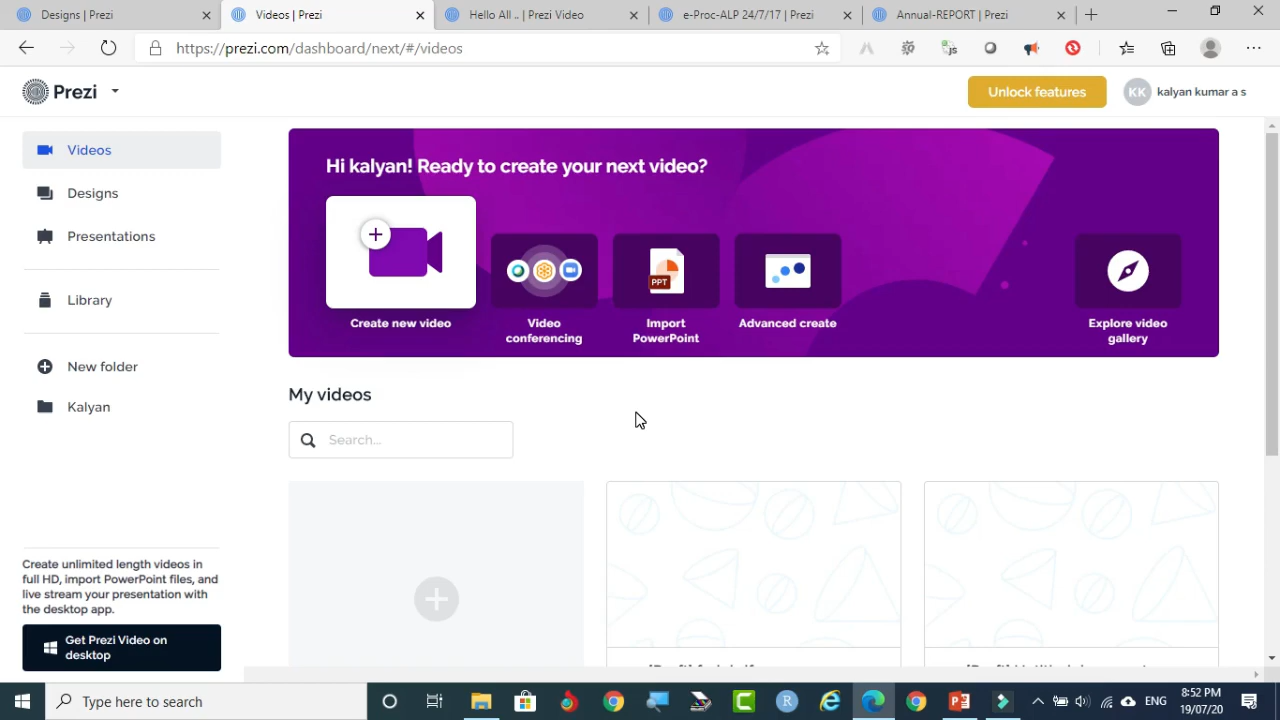 Designs | Prezi
Videos | Prezi
Hello All .. | Prezi Video
e-Proc-ALP 24/7/17 | Prezi
Annual-REPORT | Prezi
https://prezi.com/dashboard/next/#/videos
Prezi
Unlock features
KK
kalyan kumar a s
Videos
Designs
Presentations
Library
New folder
Kalyan
Create unlimited length videos in
full HD, import PowerPoint files, and
live stream your presentation with
the desktop app.
Get Prezi Video on
desktop
Hi kalyan! Ready to create your next video?
PPT
Create new video
Video
conferencing
Import
PowerPoint
Advanced create
Explore video
gallery
My videos
Search...
Type here to search
ENG
8:52 PM
19/07/20